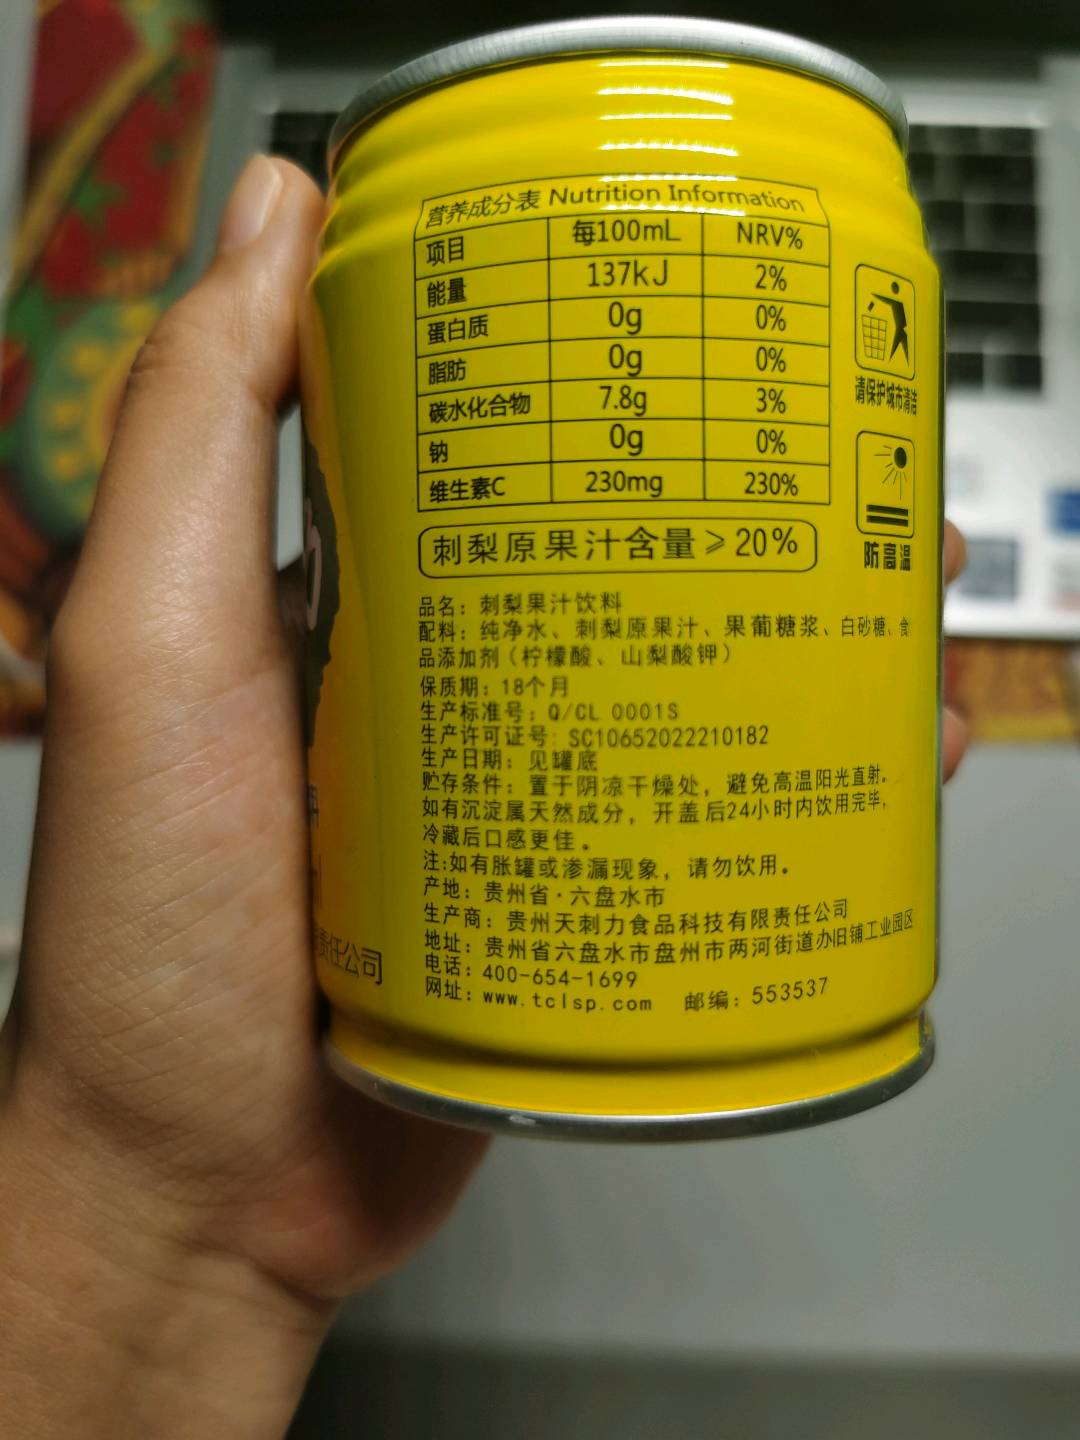 营养成分表 Nutrition Information
项目 每100mL NRV%
能量 137kJ 2%
蛋白质 0g 0%
脂肪 0g 0%
碳水化合物 7.8g 3%
钠 0g 0%
维生素C 230mg 230%
请保护城市清洁
防高温
刺梨原果汁含量≥20%
品名：刺梨果汁饮料
配料：纯净水、刺梨原果汁、果葡糖浆、白砂糖、食
品添加剂（柠檬酸、山梨酸钾）
保质期：18个月
生产标准号：Q/CL 0001S
生产许可证号：SC10652022210182
生产日期：见罐底
贮存条件：置于阴凉干燥处，避免高温阳光直射。
如有沉淀属天然成分，开盖后24小时内饮用完毕，
冷藏后口感更佳。
注:如有胀罐或渗漏现象，请勿饮用。
产地：贵州省·六盘水市
生产商：贵州天刺力食品科技有限责任公司
地址：贵州省六盘水市盘州市两河街道办旧铺工业园区
电话：400-654-1699
网址：www.tclsp.com 邮编：553537
责任公司